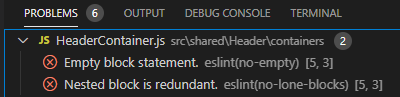 PROBLEMS 6 OUTPUT DEBUG CONSOLE TERMINAL
JS HeaderContainer.js src\shared\Header\containers 2
Empty block statement. eslint(no-empty) [5, 3]
Nested block is redundant. eslint(no-lone-blocks) [5, 3]